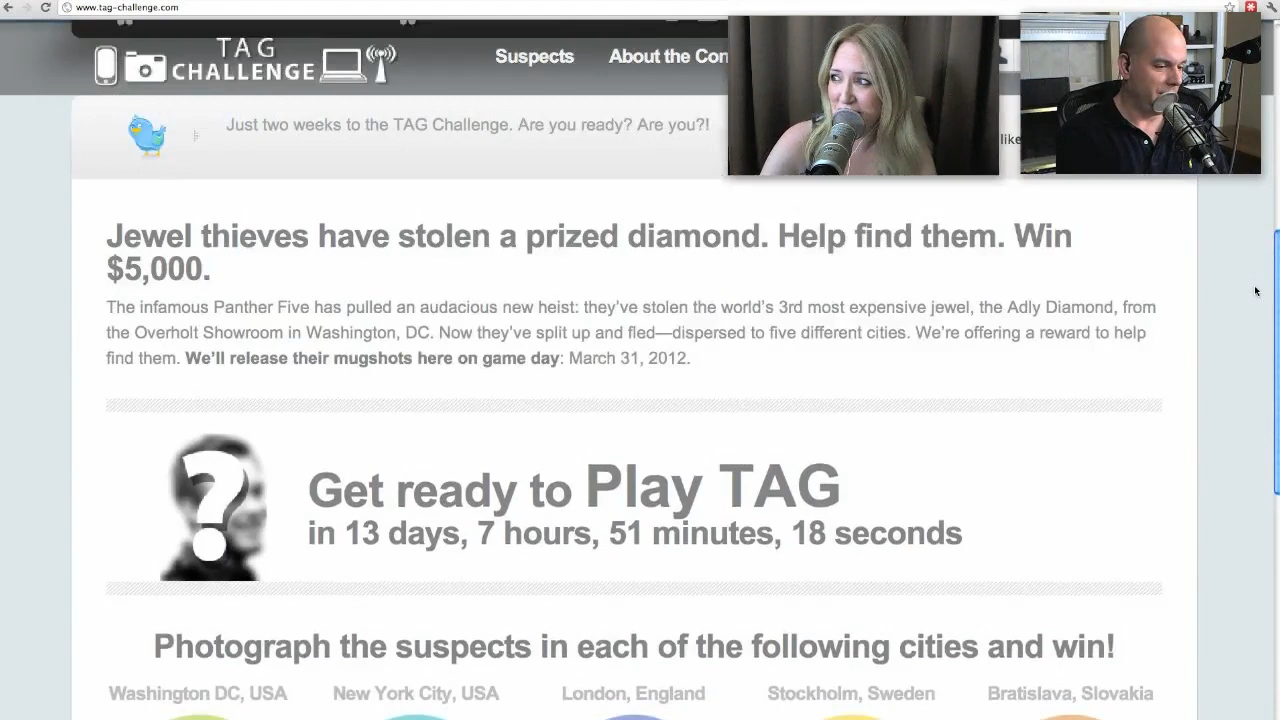 www.tag-challenge.com
TAG
CHALLENGE
Suspects
About the Con
Just two weeks to the TAG Challenge. Are you ready? Are you?!
like
Jewel thieves have stolen a prized diamond. Help find them. Win
$5,000.
The infamous Panther Five has pulled an audacious new heist: they've stolen the world's 3rd most expensive jewel, the Adly Diamond, from
the Overholt Showroom in Washington, DC. Now they've split up and fled—dispersed to five different cities. We're offering a reward to help
find them. We'll release their mugshots here on game day: March 31, 2012.
?
Get ready to Play TAG
in 13 days, 7 hours, 51 minutes, 18 seconds
Photograph the suspects in each of the following cities and win!
Washington DC, USA
New York City, USA
London, England
Stockholm, Sweden
Bratislava, Slovakia